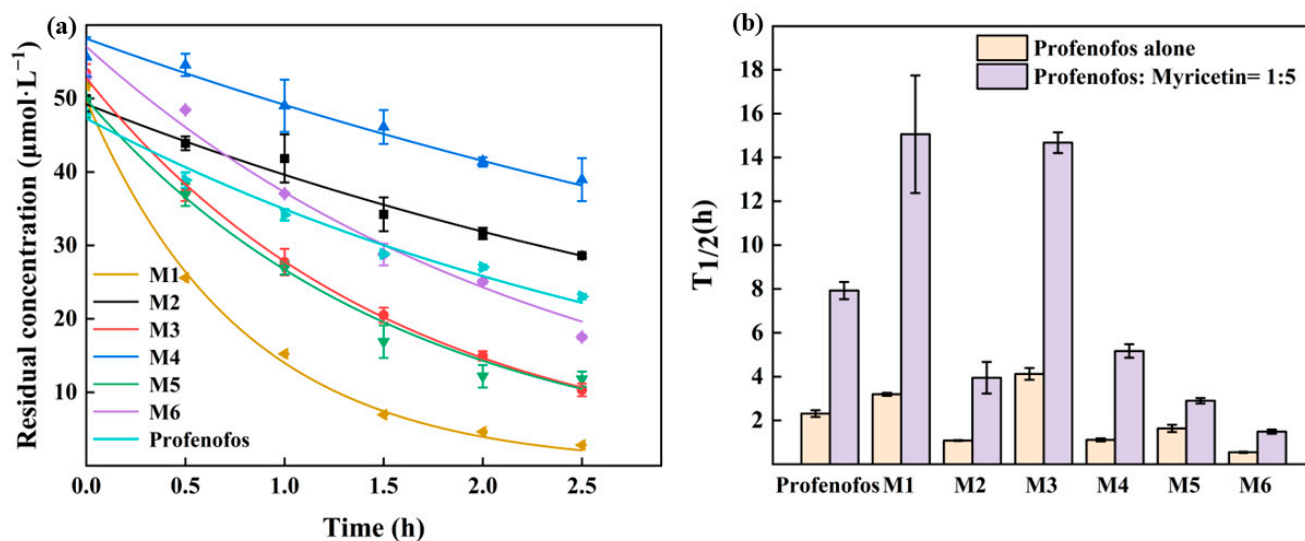 (a)
Residual concentration (μmol·L⁻¹)
50
40
30
20
10
M1
M2
M3
M4
M5
M6
Profenofos
0.0 0.5 1.0 1.5 2.0 2.5
Time (h)
(b)
T1/2(h)
18
16
14
12
10
8
6
4
2
Profenofos alone
Profenofos: Myricetin= 1:5
Profenofos M1 M2 M3 M4 M5 M6